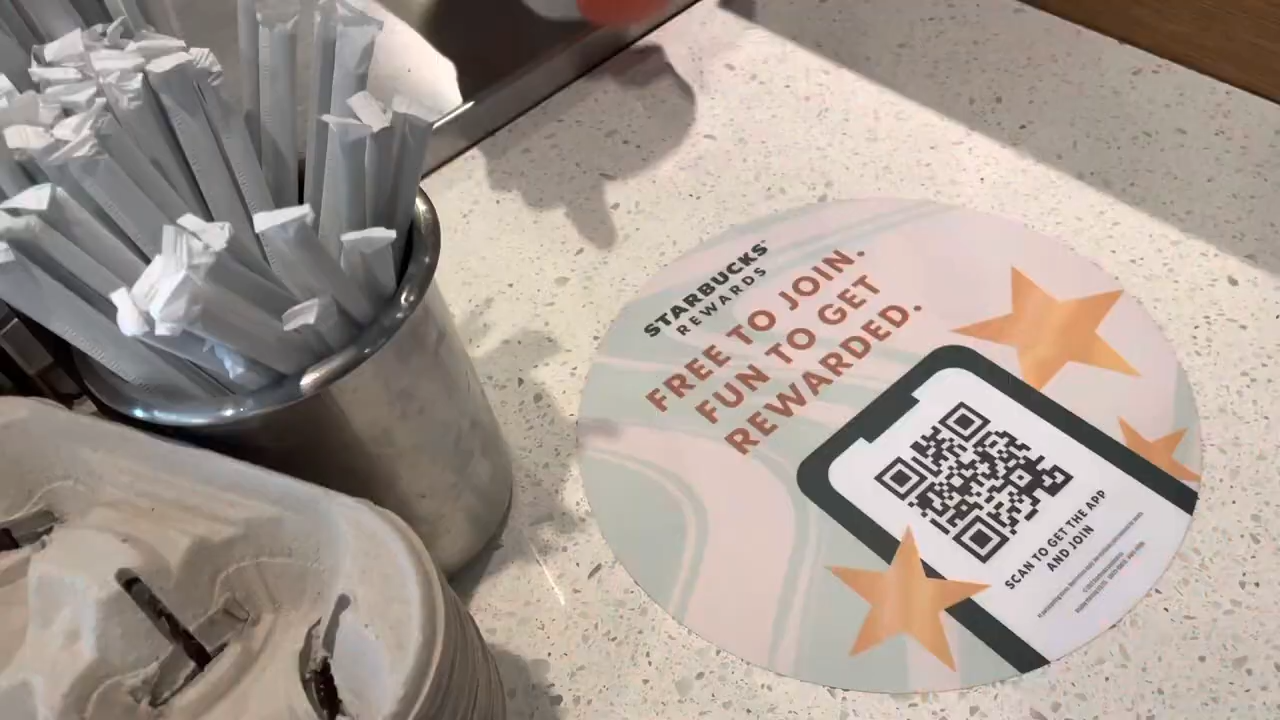 STARBUCKS
REWARDS
FREE TO JOIN.
FUN TO GET
REWARDED.
SCAN TO GET THE APP
AND JOIN